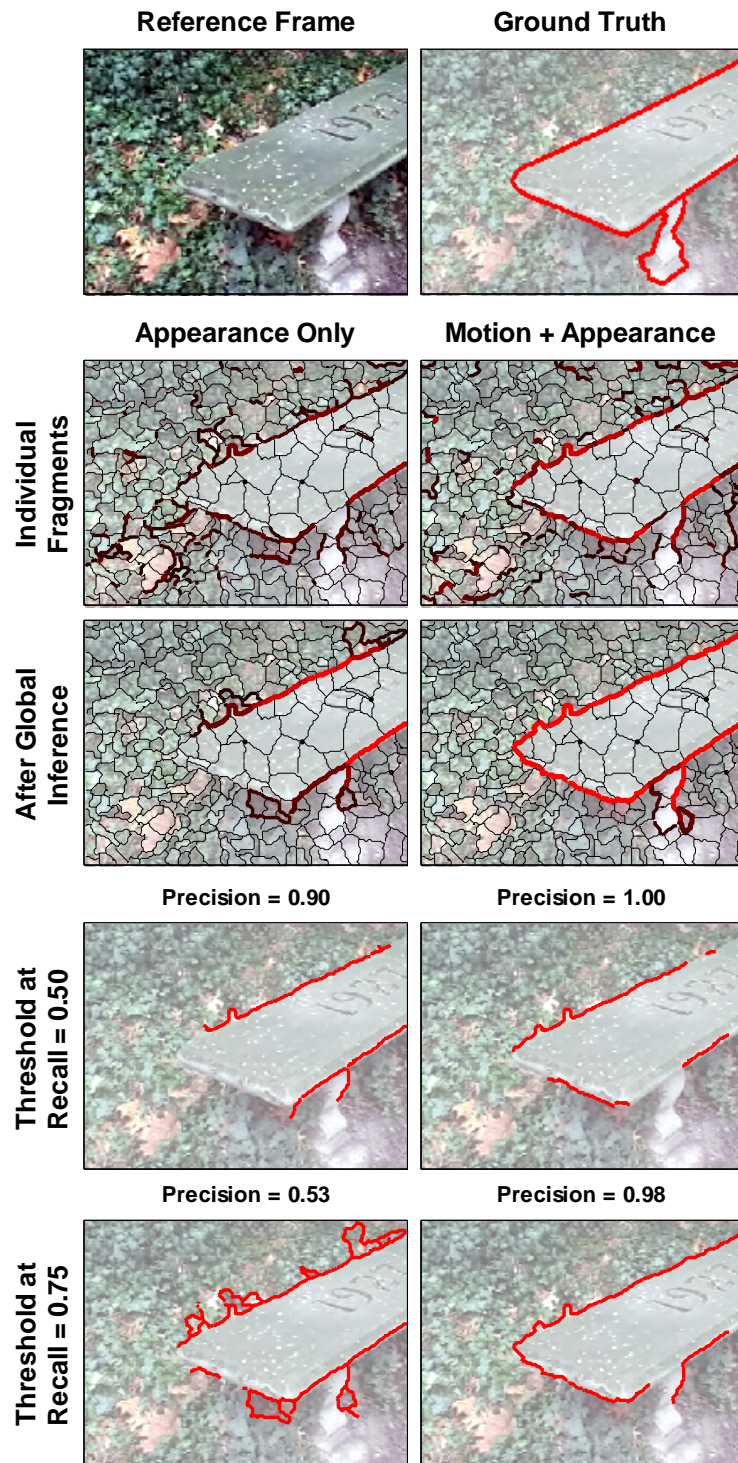 Reference Frame
Ground Truth
Appearance Only
Motion + Appearance
Individual
Fragments
After Global
Inference
Precision = 0.90
Precision = 1.00
Threshold at
Recall = 0.50
Precision = 0.53
Precision = 0.98
Threshold at
Recall = 0.75